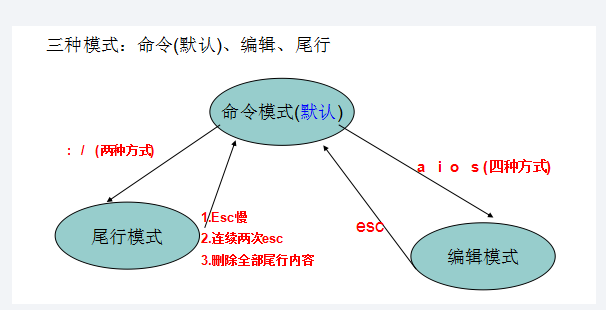 三种模式：命令(默认)、编辑、尾行
命令模式(默认)
： / (两种方式)
a i o s (四种方式)
1.Esc慢
2.连续两次esc
3.删除全部尾行内容
esc
尾行模式
编辑模式